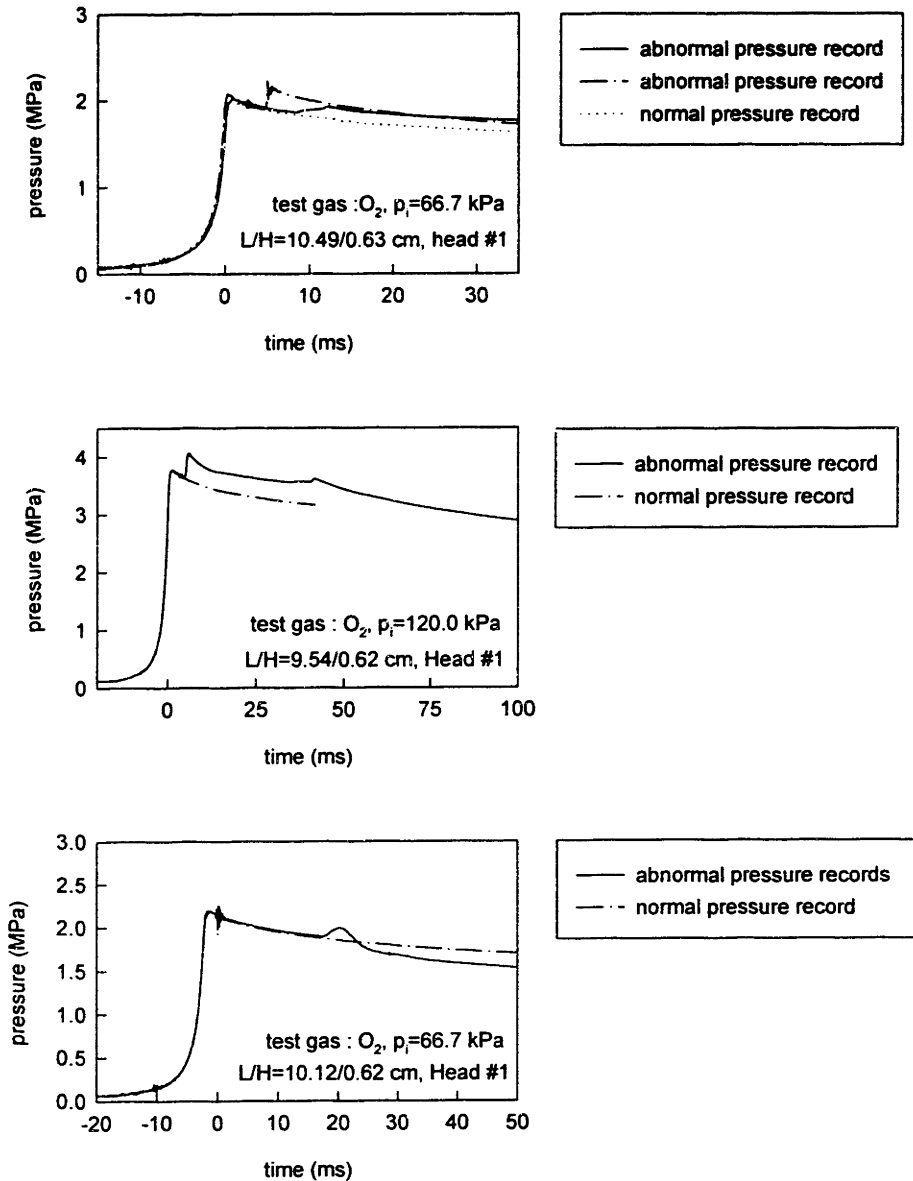 3
2
1
0
pressure (MPa)
test gas :O₂, pᵢ=66.7 kPa
L/H=10.49/0.63 cm, head #1
-10 0 10 20 30
time (ms)
abnormal pressure record
abnormal pressure record
normal pressure record
4
3
2
1
0
pressure (MPa)
test gas : O₂, pᵢ=120.0 kPa
L/H=9.54/0.62 cm, Head #1
0 25 50 75 100
time (ms)
abnormal pressure record
normal pressure record
3.0
2.5
2.0
1.5
1.0
0.5
0.0
pressure (MPa)
test gas : O₂, pᵢ=66.7 kPa
L/H=10.12/0.62 cm, Head #1
-20 -10 0 10 20 30 40 50
time (ms)
abnormal pressure records
normal pressure record